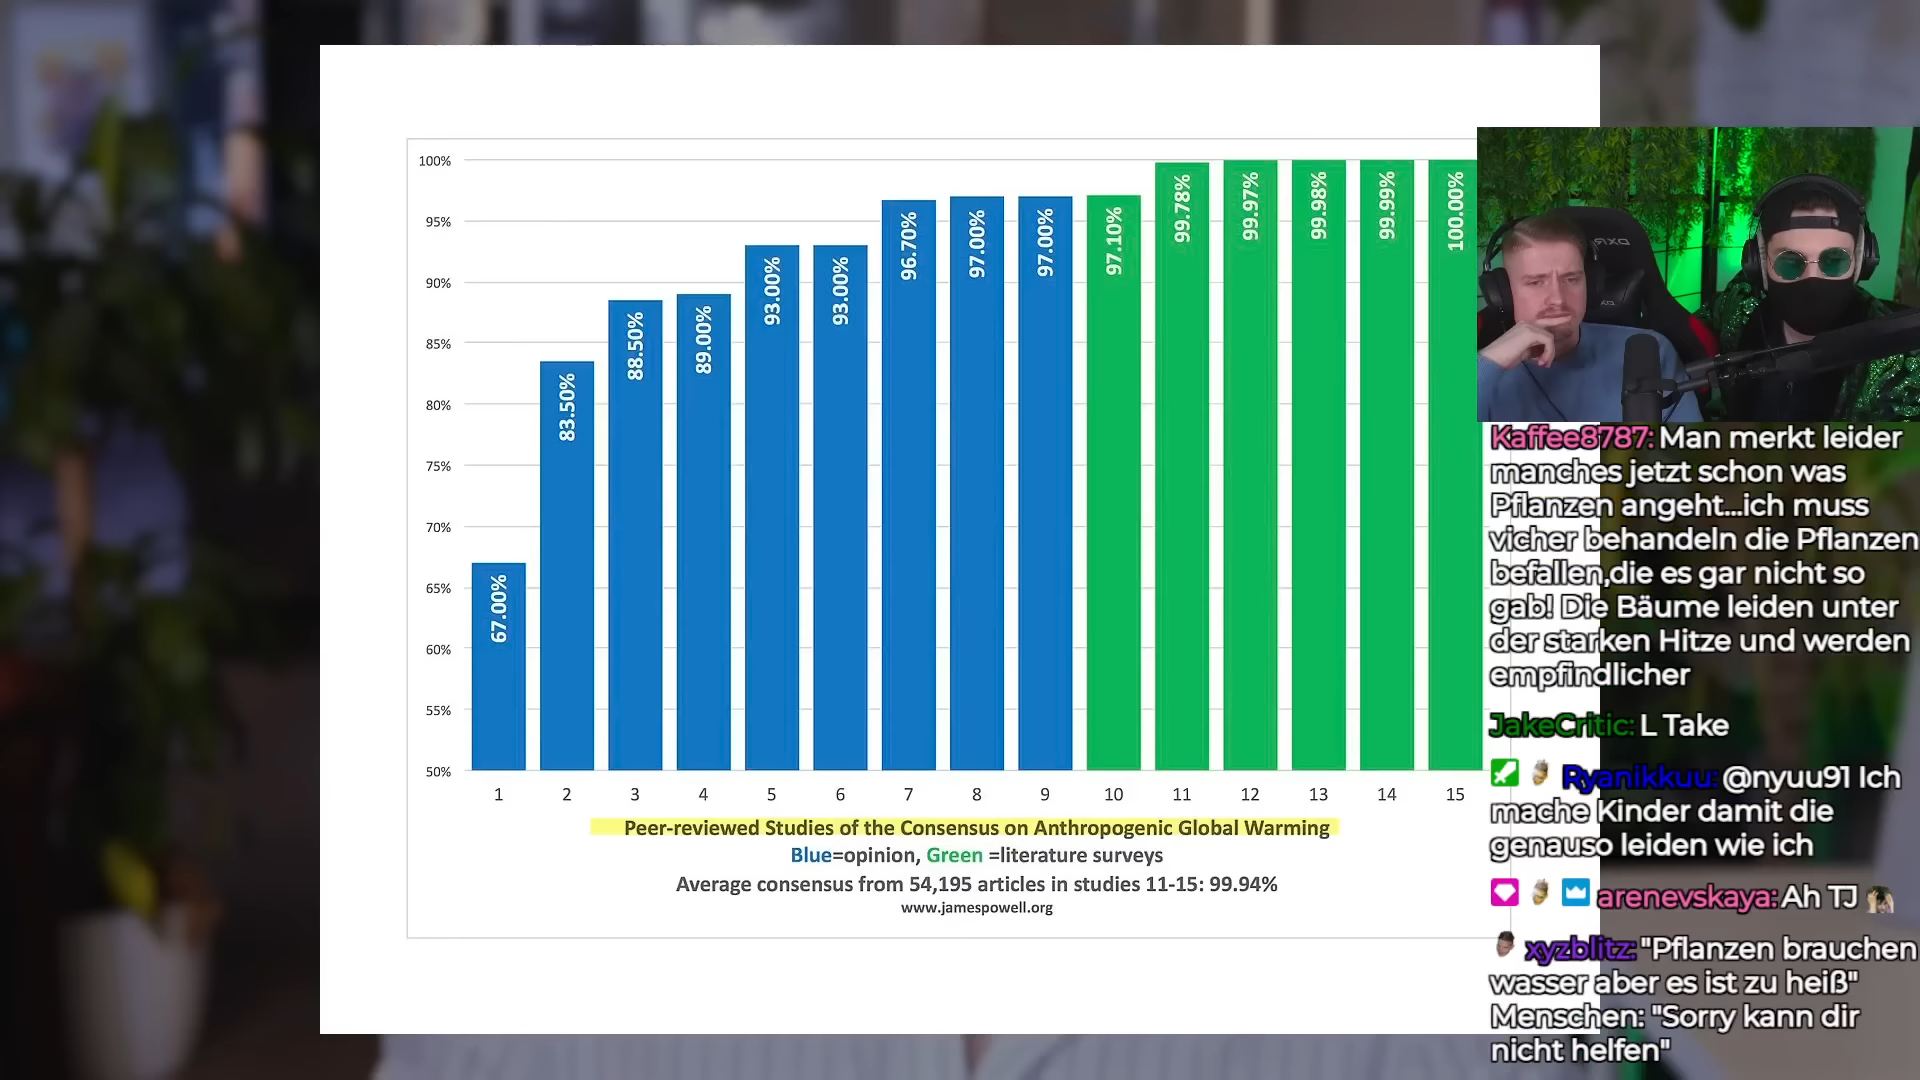 100%
95%
90%
85%
80%
75%
70%
65%
60%
55%
50%
67.00%
83.50%
88.50%
89.00%
93.00%
93.00%
96.70%
97.00%
97.00%
97.10%
99.78%
99.97%
99.98%
99.99%
100.00%
1 2 3 4 5 6 7 8 9 10 11 12 13 14 15
Peer-reviewed Studies of the Consensus on Anthropogenic Global Warming
Blue=opinion, Green =literature surveys
Average consensus from 54,195 articles in studies 11-15: 99.94%
www.jamespowell.org
Kaffee8787: Man merkt leider
manches jetzt schon was
Pflanzen angeht...ich muss
vicher behandeln die Pflanzen
befallen,die es gar nicht so
gab! Die Bäume leiden unter
der starken Hitze und werden
empfindlicher
JakeCritic: L Take
Ryanikkuu: @nyuu91 Ich
mache Kinder damit die
genauso leiden wie ich
arenevskaya: Ah TJ
xyzblitz: "Pflanzen brauchen
wasser aber es ist zu heiß"
Menschen: "Sorry kann dir
nicht helfen"